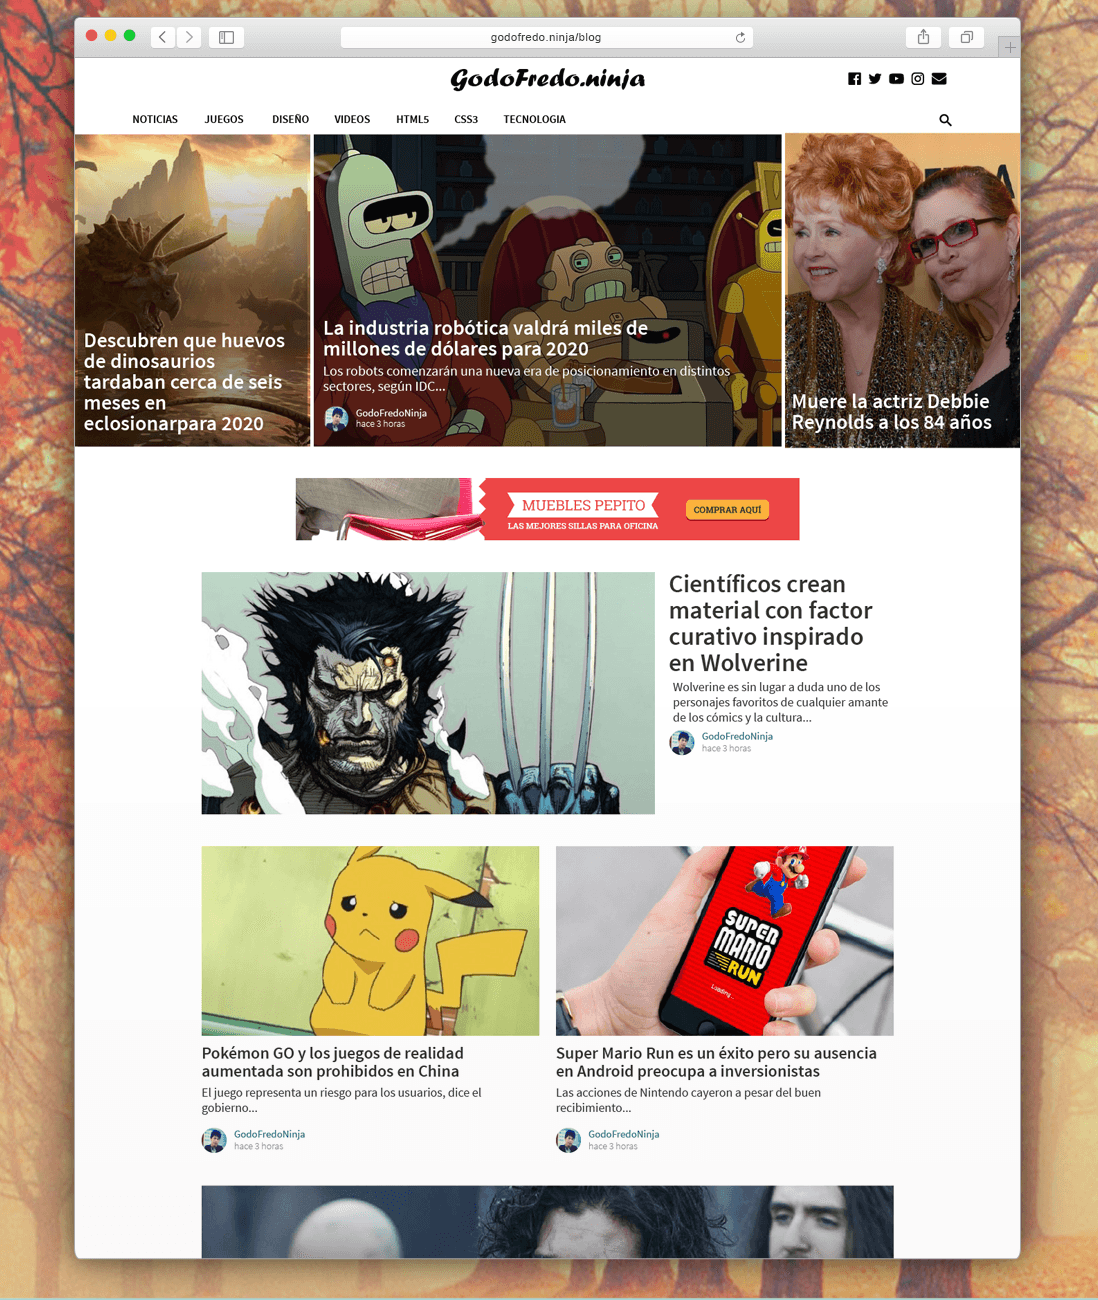 godofredo.ninja/blog
GodoFredo.ninja
NOTICIAS JUEGOS DISEÑO VIDEOS HTML5 CSS3 TECNOLOGIA
Descubren que huevos
de dinosaurios
tardaban cerca de seis
meses en
eclosionarpara 2020
La industria robótica valdrá miles de
millones de dólares para 2020
Los robots comenzarán una nueva era de posicionamiento en distintos
sectores, según IDC...
GodoFredoNinja
hace 3 horas
Muere la actriz Debbie
Reynolds a los 84 años
MUEBLES PEPITO
LAS MEJORES SILLAS PARA OFICINA
COMPRAR AQUÍ
Científicos crean
material con factor
curativo inspirado
en Wolverine
Wolverine es sin lugar a duda uno de los
personajes favoritos de cualquier amante
de los cómics y la cultura...
GodoFredoNinja
hace 3 horas
SUPER
MARIO
RUN
Loading...
Pokémon GO y los juegos de realidad
aumentada son prohibidos en China
El juego representa un riesgo para los usuarios, dice el
gobierno...
GodoFredoNinja
hace 3 horas
Super Mario Run es un éxito pero su ausencia
en Android preocupa a inversionistas
Las acciones de Nintendo cayeron a pesar del buen
recibimiento...
GodoFredoNinja
hace 3 horas